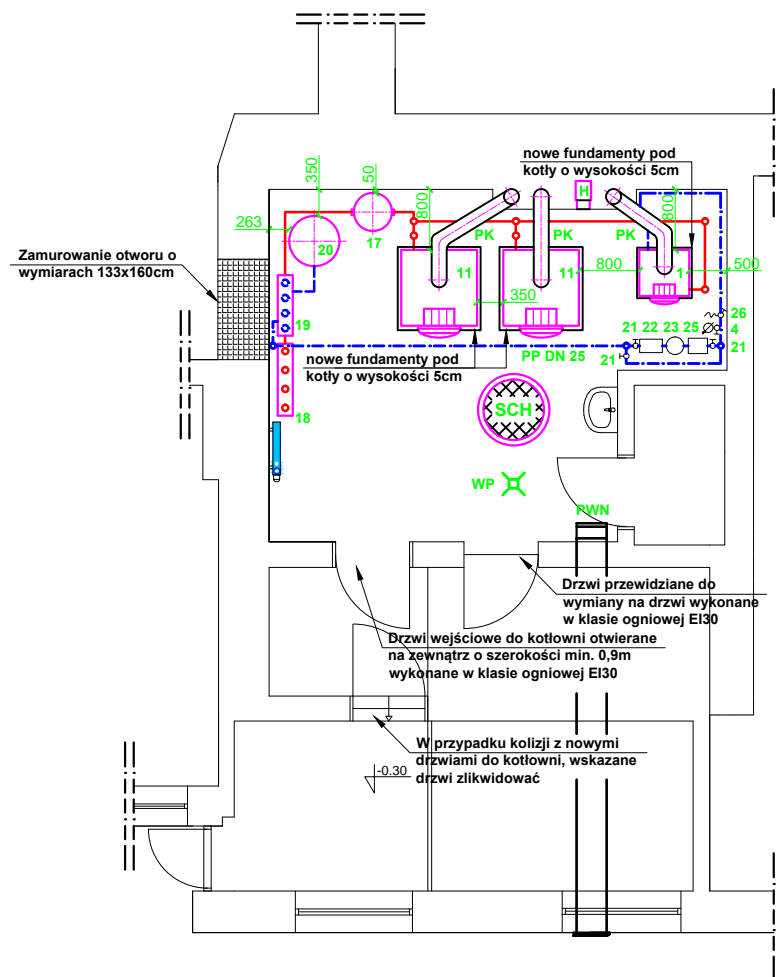 nowe fundamenty pod
kotły o wysokości 5cm
350
50
H
800
800
263
17
20
PK
PK
PK
Zamurowanie otworu o
wymiarach 133x160cm
11
11
800
1
500
350
26
4
19
21 22 23 25
21
21
nowe fundamenty pod
kotły o wysokości 5cm
PP DN 25
18
SCH
WP
PWN
Drzwi przewidziane do
wymiany na drzwi wykonane
w klasie ogniowej EI30
Drzwi wejściowe do kotłowni otwierane
na zewnątrz o szerokości min. 0,9m
wykonane w klasie ogniowej EI30
W przypadku kolizji z nowymi
drzwiami do kotłowni, wskazane
drzwi zlikwidować
-0.30